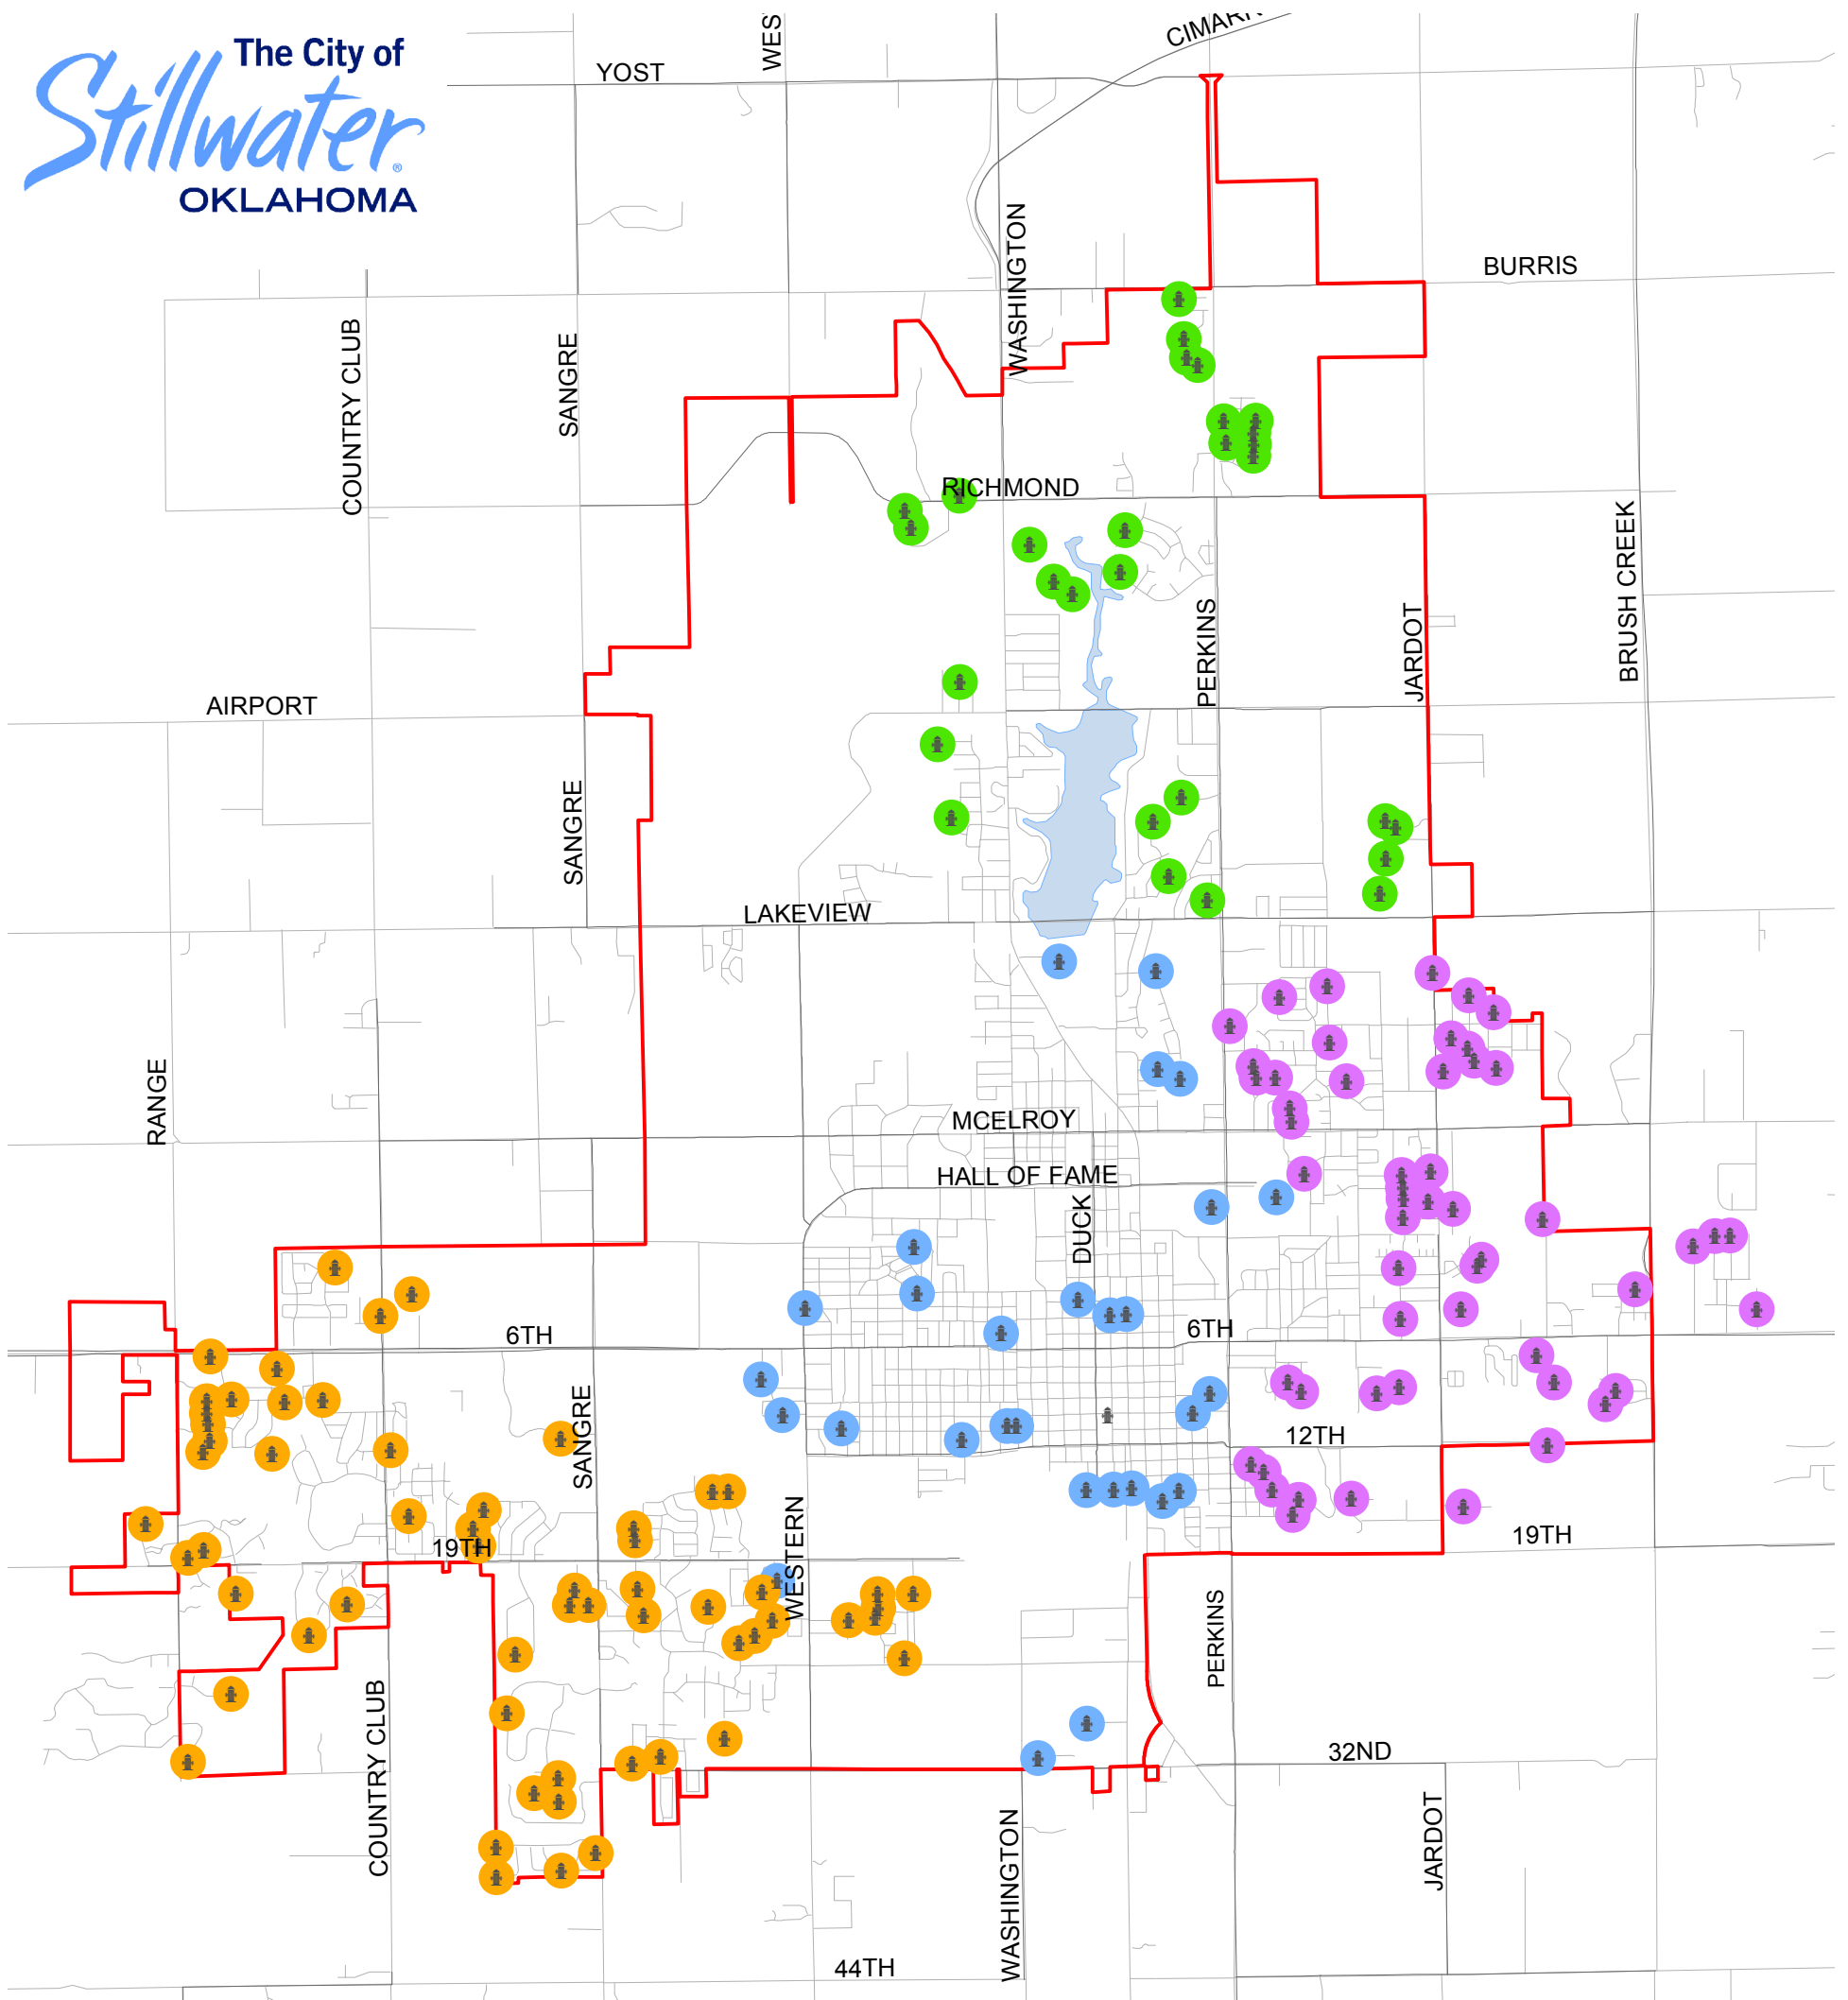 The City of
Stillwater®
OKLAHOMA
YOST
WES
CIMARR
WASHINGTON
BURRIS
COUNTRY CLUB
SANGRE
RICHMOND
BRUSH CREEK
PERKINS
JARDOT
AIRPORT
SANGRE
LAKEVIEW
RANGE
MCELROY
HALL OF FAME
DUCK
6TH
6TH
SANGRE
12TH
WESTERN
19TH
19TH
PERKINS
COUNTRY CLUB
32ND
WASHINGTON
JARDOT
44TH